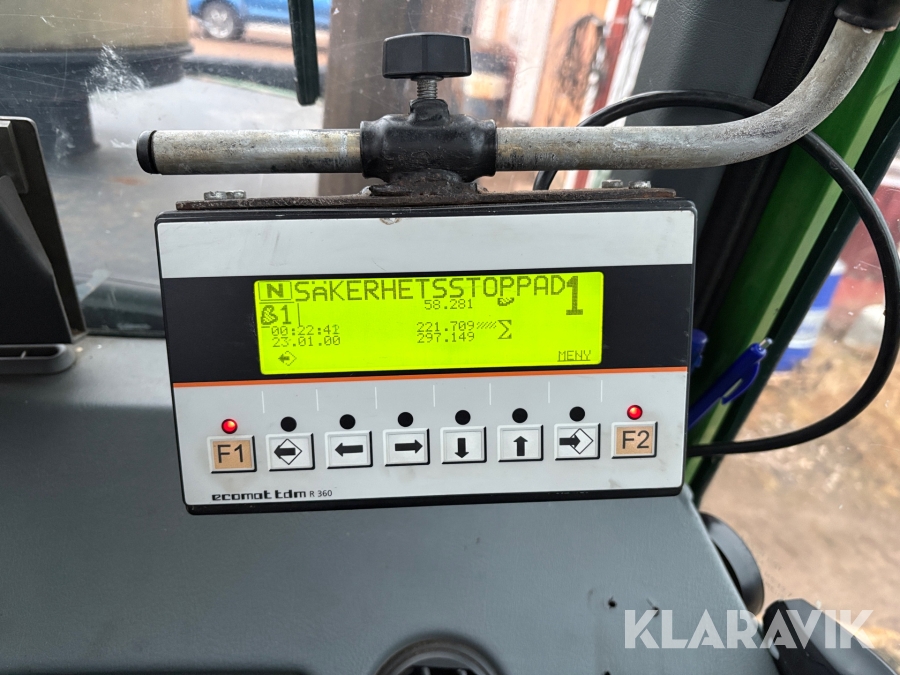 N SÄKERHETSSTOPPAD 1
58.281
1
00:22:41 221.709 Σ
23.01.00 297.149
MENY
F1 F2
ecomat tdm R 360
KLARAVIK